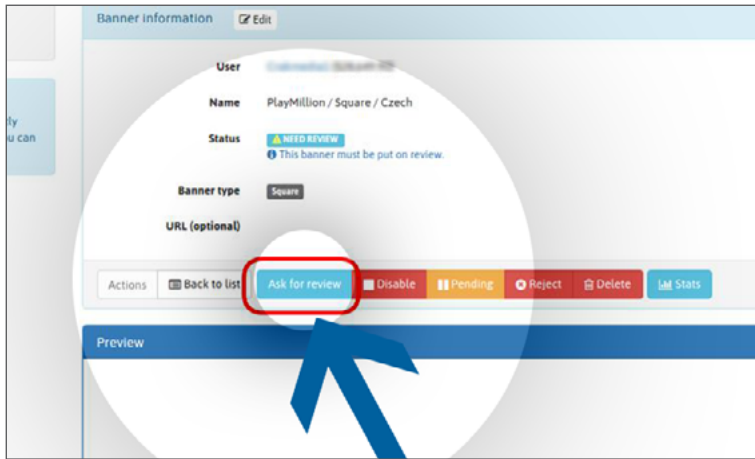 Banner information Edit
User
Name PlayMillion / Square / Czech
ly
u can
Status NEED REVIEW
This banner must be put on review.
Banner type Square
URL (optional)
Actions Back to list Ask for review Disable Pending Reject Delete Stats
Preview